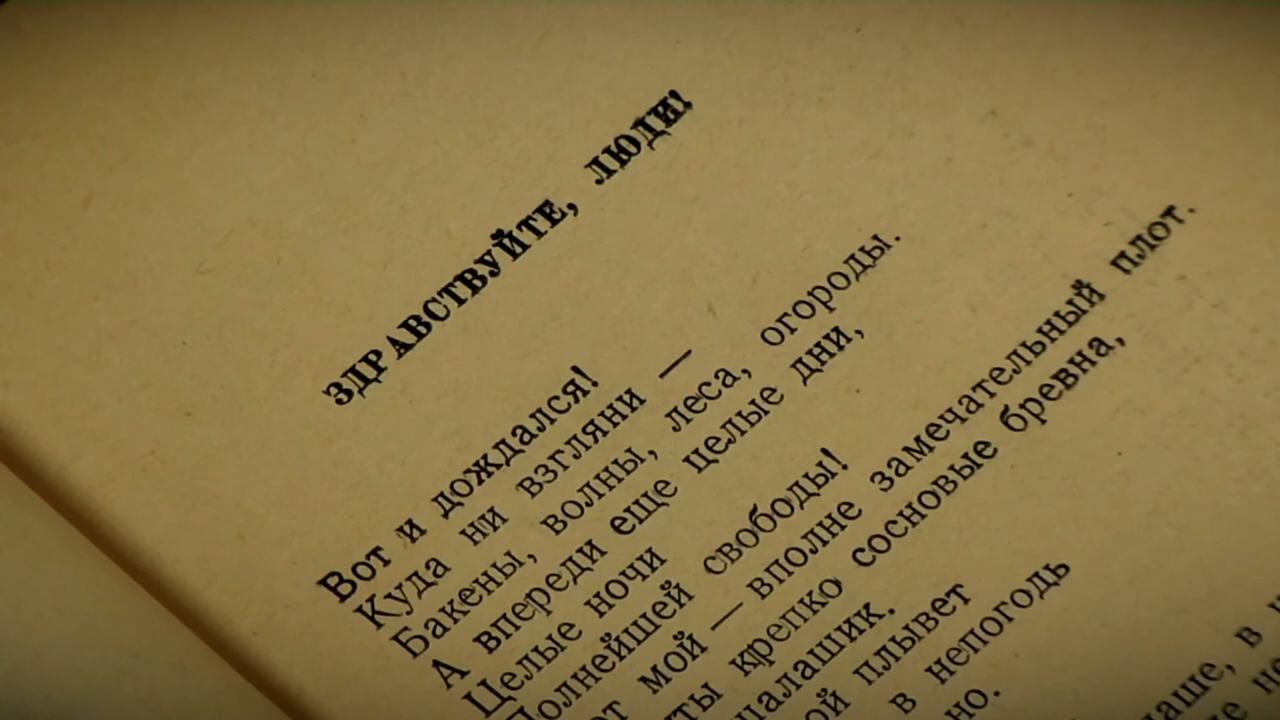 ЗДРАВСТВУЙТЕ, ЛЮДИ!
Вот и дождался!
Куда ни взгляни —
Бакены, волны, леса, огороды.
А впереди еще целые дни,
Целые ночи
Полнейшей свободы!
мой — вполне замечательный плот.
крепко сосновые бревна,
шалашик.
плывет
в непогодь